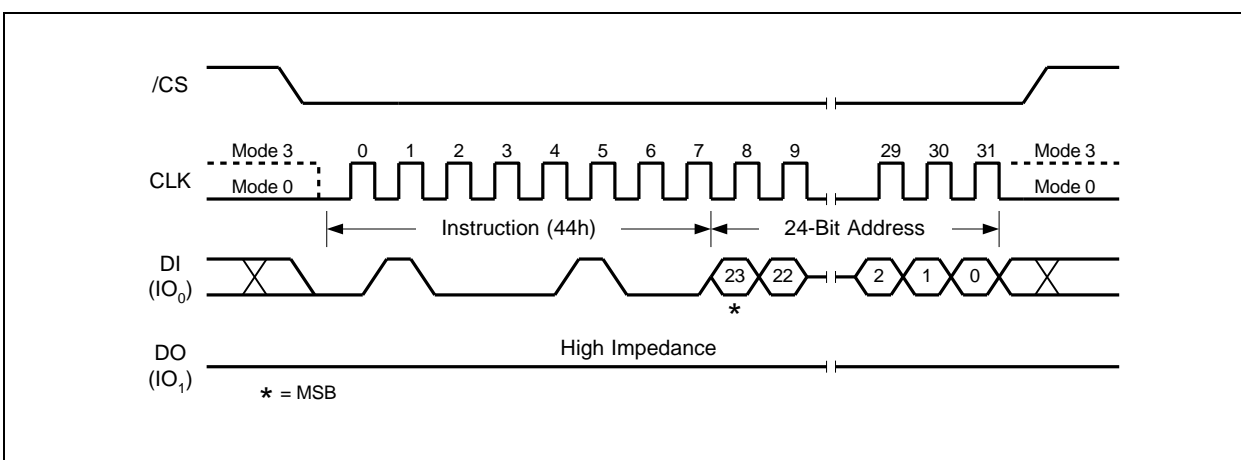 /CS
Mode 3 0 1 2 3 4 5 6 7 8 9 29 30 31 Mode 3
CLK
Mode 0 Mode 0
Instruction (44h) 24-Bit Address
DI
(IO0)
23 22 2 1 0
*
High Impedance
DO
(IO1)
* = MSB